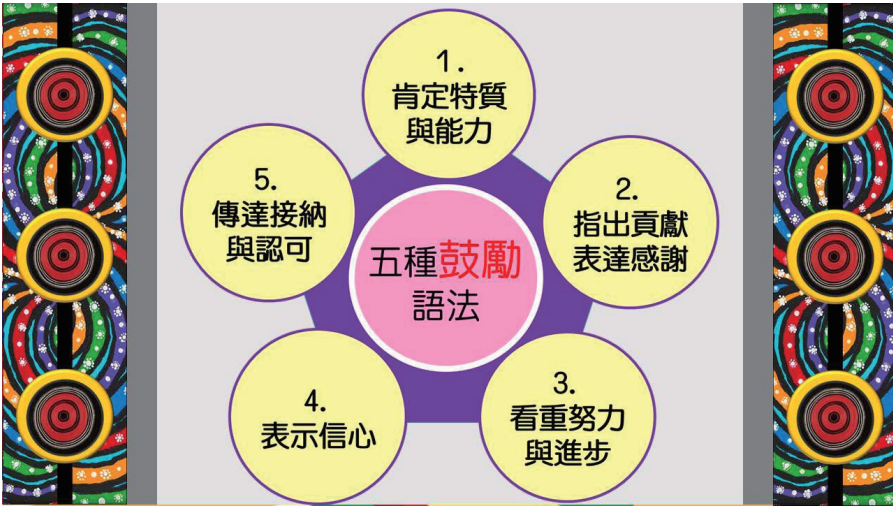 五種鼓勵
語法
1.
肯定特質
與能力
2.
指出貢獻
表達感謝
3.
看重努力
與進步
4.
表示信心
5.
傳達接納
與認可